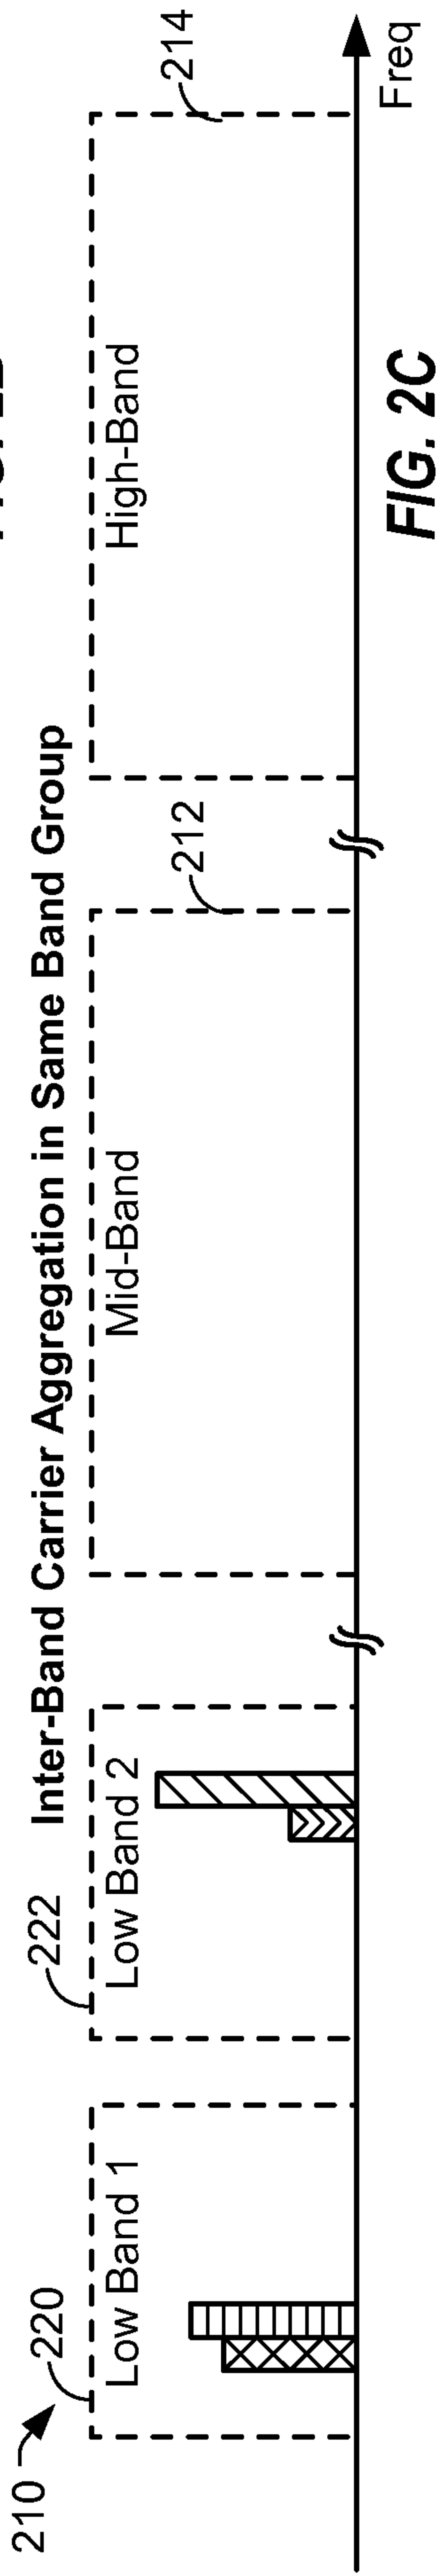 Inter-Band Carrier Aggregation in Same Band Group
210
220
222
212
214
Low Band 1
Low Band 2
Mid-Band
High-Band
Freq
FIG. 2C